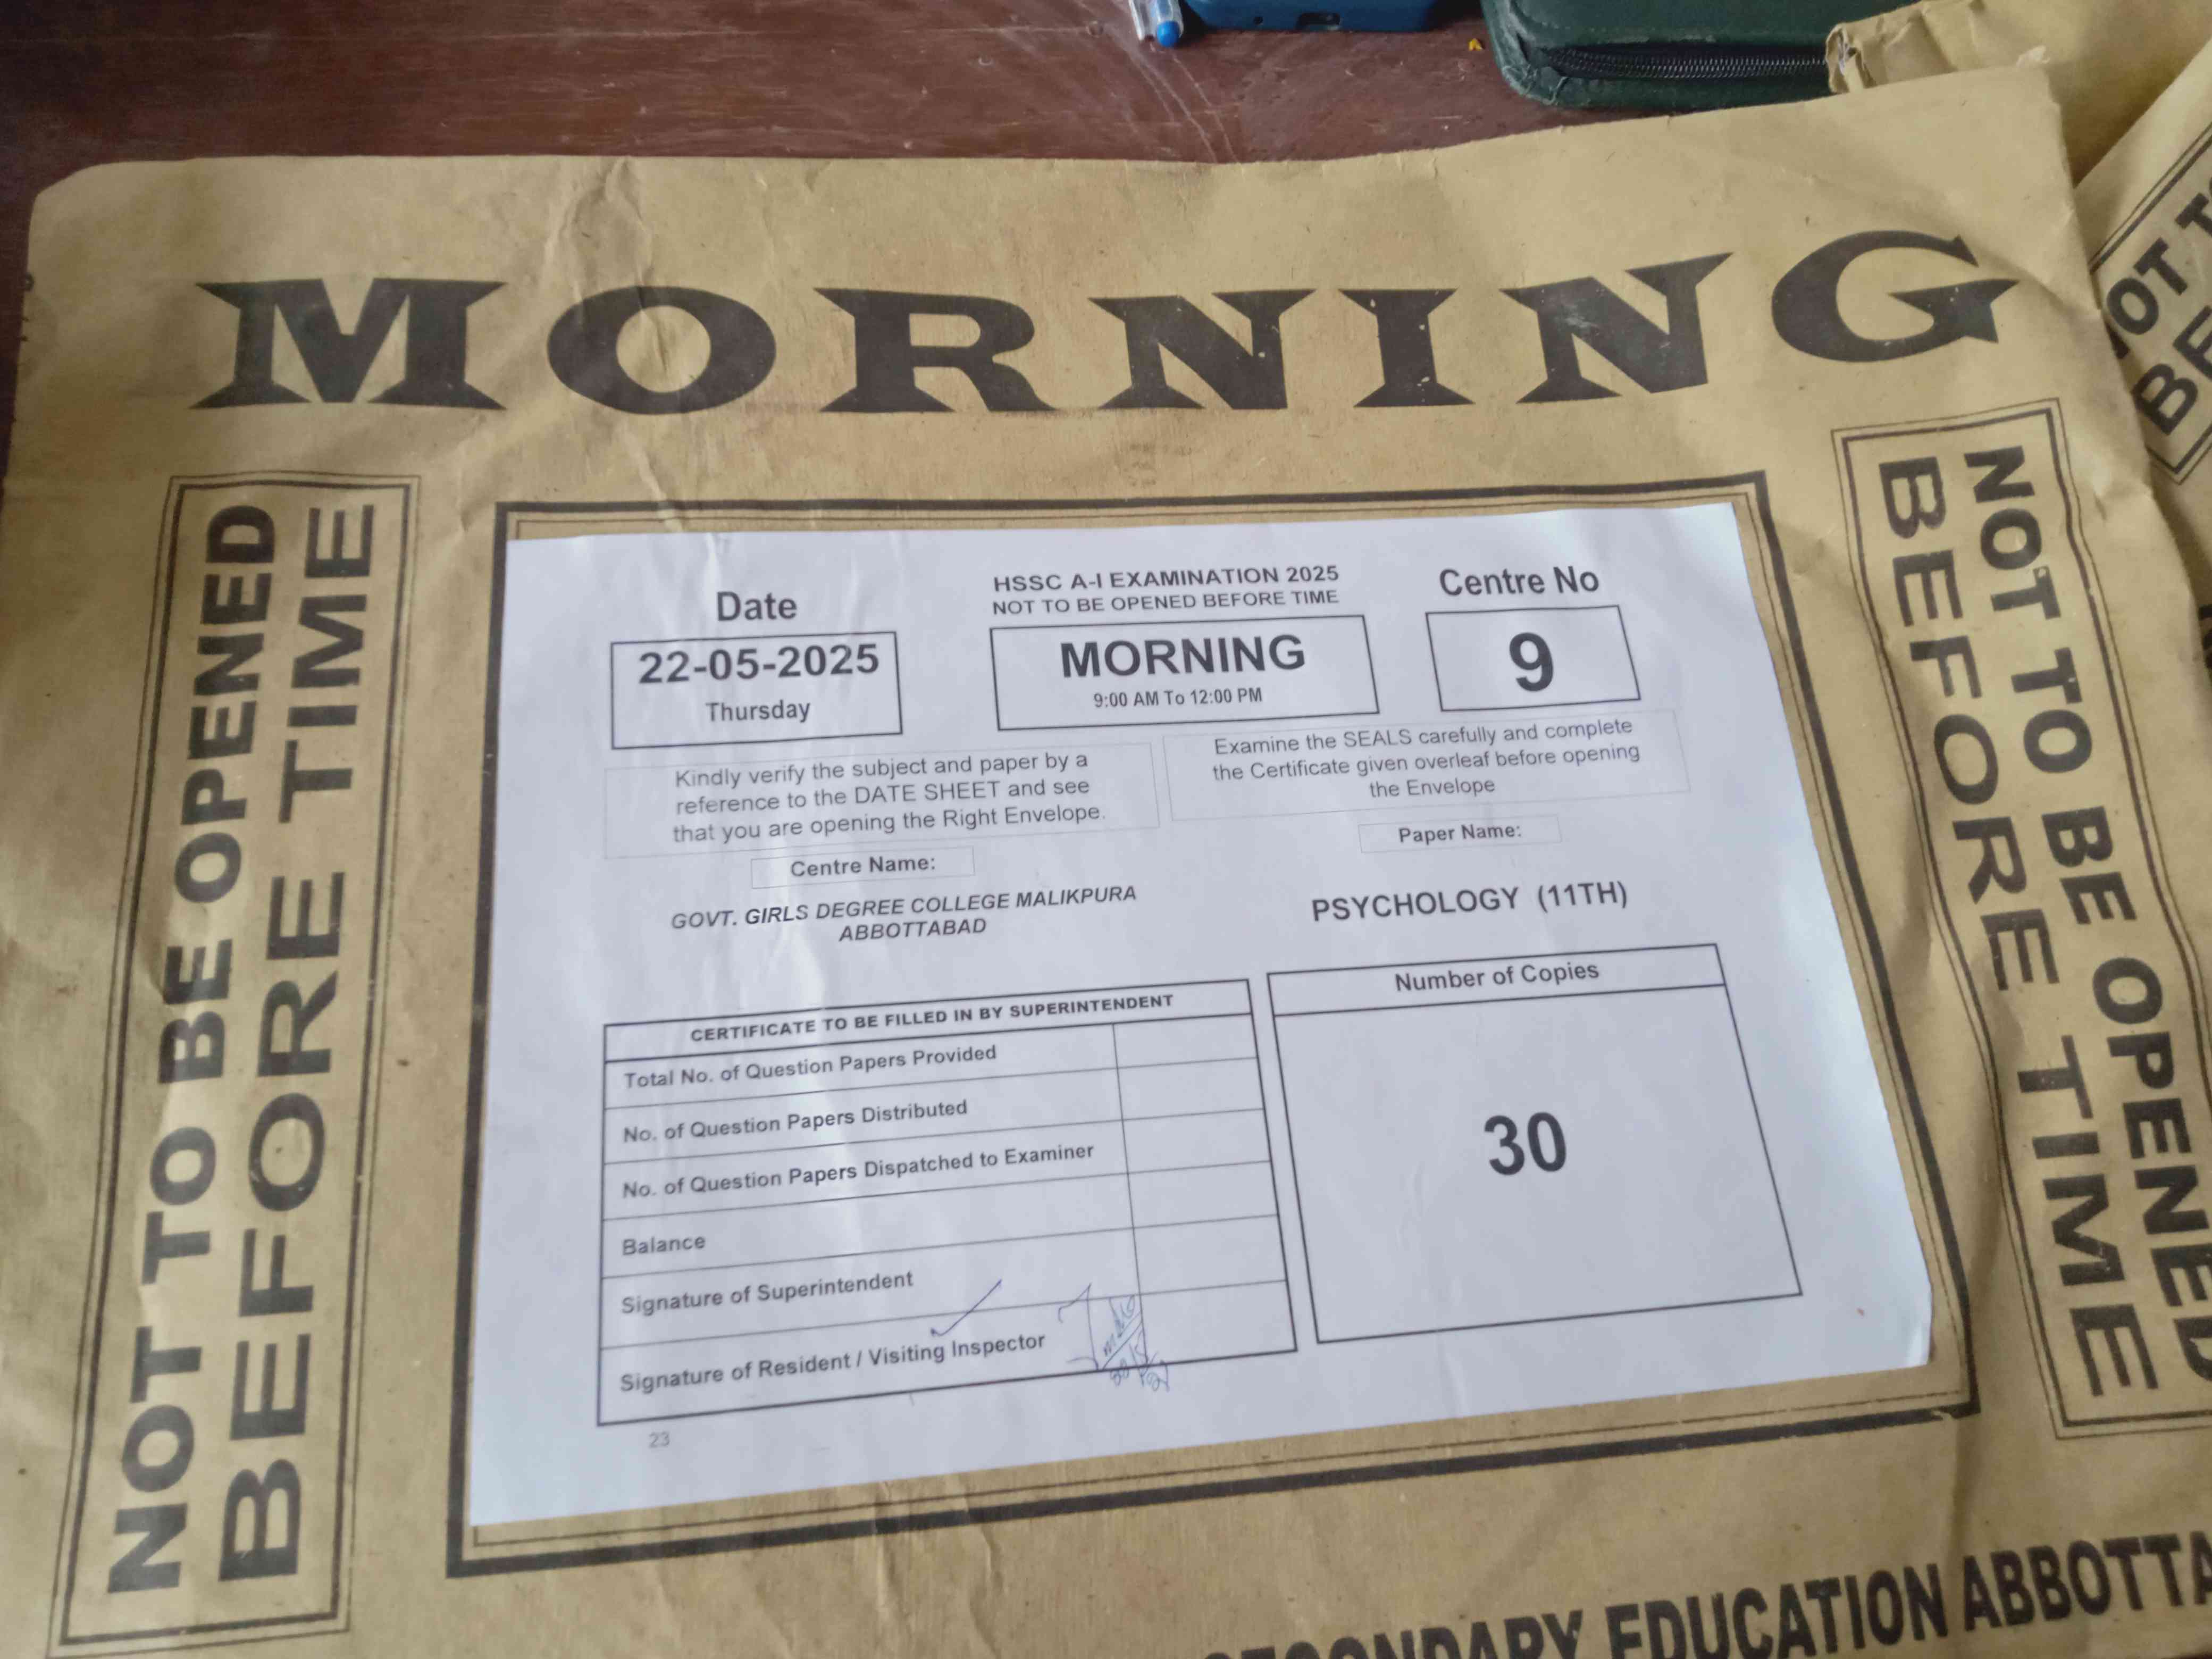 MORNING
NOT TO BE OPENED
BEFORE TIME
Date
22-05-2025
Thursday
HSSC A-I EXAMINATION 2025
NOT TO BE OPENED BEFORE TIME
MORNING
9:00 AM To 12:00 PM
Centre No
9
Kindly verify the subject and paper by a
reference to the DATE SHEET and see
that you are opening the Right Envelope.
Examine the SEALS carefully and complete
the Certificate given overleaf before opening
the Envelope
Centre Name:
GOVT. GIRLS DEGREE COLLEGE MALIKPURA
ABBOTTABAD
Paper Name:
PSYCHOLOGY (11TH)
CERTIFICATE TO BE FILLED IN BY SUPERINTENDENT
Total No. of Question Papers Provided
No. of Question Papers Distributed
No. of Question Papers Dispatched to Examiner
Balance
Signature of Superintendent
Signature of Resident / Visiting Inspector
Number of Copies
30
23
NOT TO BE OPENED
BEFORE TIME
NOT
BE
SECONDARY EDUCATION ABBOTTA